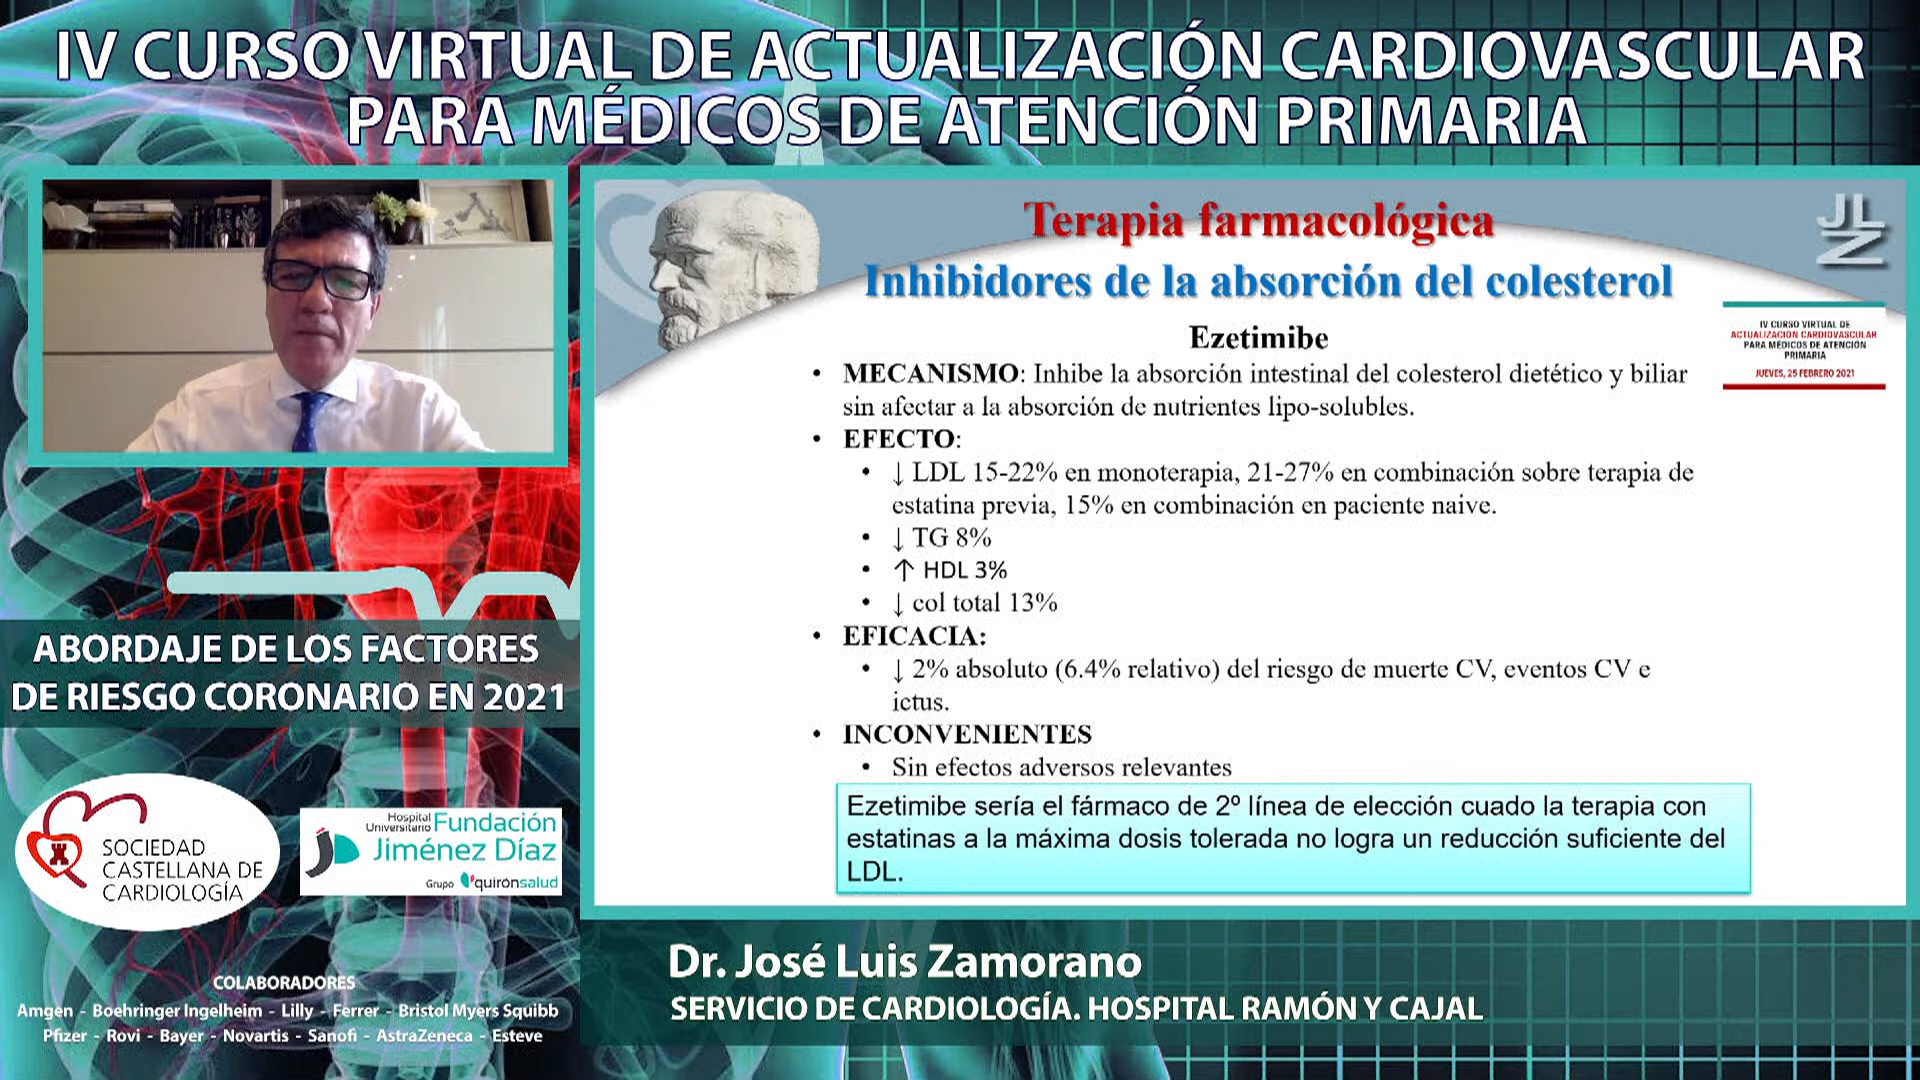 IV CURSO VIRTUAL DE ACTUALIZACIÓN CARDIOVASCULAR
PARA MÉDICOS DE ATENCIÓN PRIMARIA
Terapia farmacológica
Inhibidores de la absorción del colesterol
JLZ
IV CURSO VIRTUAL DE
ACTUALIZACIÓN CARDIOVASCULAR
PARA MÉDICOS DE ATENCIÓN
PRIMARIA
JUEVES, 25 FEBRERO 2021
Ezetimibe
• MECANISMO: Inhibe la absorción intestinal del colesterol dietético y biliar
sin afectar a la absorción de nutrientes lipo-solubles.
• EFECTO:
• ↓ LDL 15-22% en monoterapia, 21-27% en combinación sobre terapia de
estatina previa, 15% en combinación en paciente naive.
• ↓ TG 8%
• ↑ HDL 3%
• ↓ col total 13%
• EFICACIA:
• ↓ 2% absoluto (6.4% relativo) del riesgo de muerte CV, eventos CV e
ictus.
• INCONVENIENTES
• Sin efectos adversos relevantes
Ezetimibe sería el fármaco de 2º línea de elección cuado la terapia con
estatinas a la máxima dosis tolerada no logra un reducción suficiente del
LDL.
ABORDAJE DE LOS FACTORES
DE RIESGO CORONARIO EN 2021
SOCIEDAD
CASTELLANA DE
CARDIOLOGÍA
Hospital
Universitario Fundación
Jiménez Díaz
Grupo quirónsalud
COLABORADORES
Amgen - Boehringer Ingelheim - Lilly - Ferrer - Bristol Myers Squibb
Pfizer - Rovi - Bayer - Novartis - Sanofi - AstraZeneca - Esteve
Dr. José Luis Zamorano
SERVICIO DE CARDIOLOGÍA. HOSPITAL RAMÓN Y CAJAL